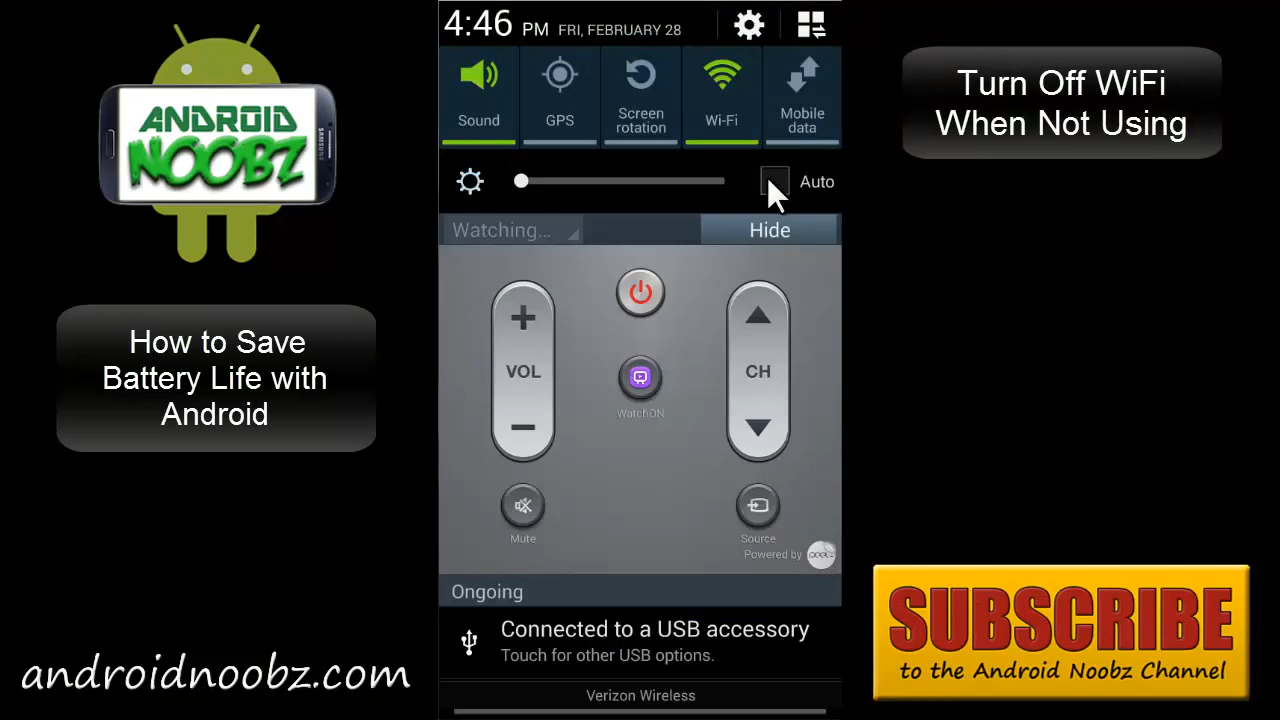 ANDROID
NOOBZ
How to Save
Battery Life with
Android
androidnoobz.com
4:46 PM FRI, FEBRUARY 28
Sound
GPS
Screen
rotation
Wi-Fi
Mobile
data
Auto
Watching...
Hide
+
VOL
−
CH
WatchON
Mute
Source
Powered by peel
Ongoing
Connected to a USB accessory
Touch for other USB options.
Verizon Wireless
Turn Off WiFi
When Not Using
SUBSCRIBE
to the Android Noobz Channel